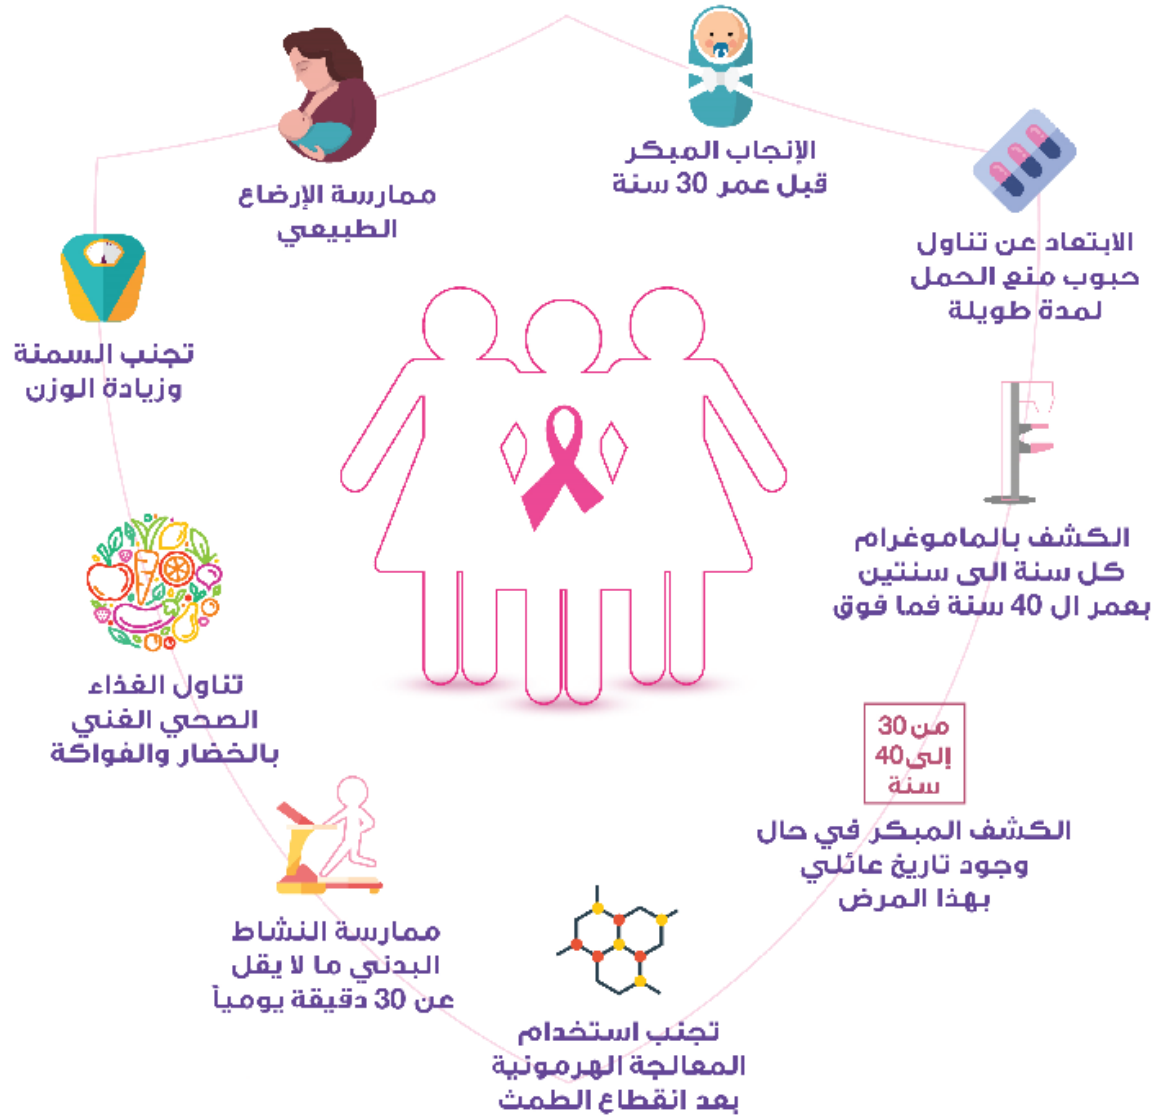 الإنجاب المبكر
قبل عمر 30 سنة
الابتعاد عن تناول
حبوب منع الحمل
لمدة طويلة
الكشف بالماموغرام
كل سنة الى سنتين
بعمر ال 40 سنة فما فوق
من 30
إلى 40
سنة
الكشف المبكر في حال
وجود تاريخ عائلي
بهذا المرض
تجنب استخدام
المعالجة الهرمونية
بعد انقطاع الطمث
ممارسة النشاط
البدني ما لا يقل
عن 30 دقيقة يومياً
تناول الغذاء
الصحي الغني
بالخضار والفواكة
تجنب السمنة
وزيادة الوزن
ممارسة الإرضاع
الطبيعي